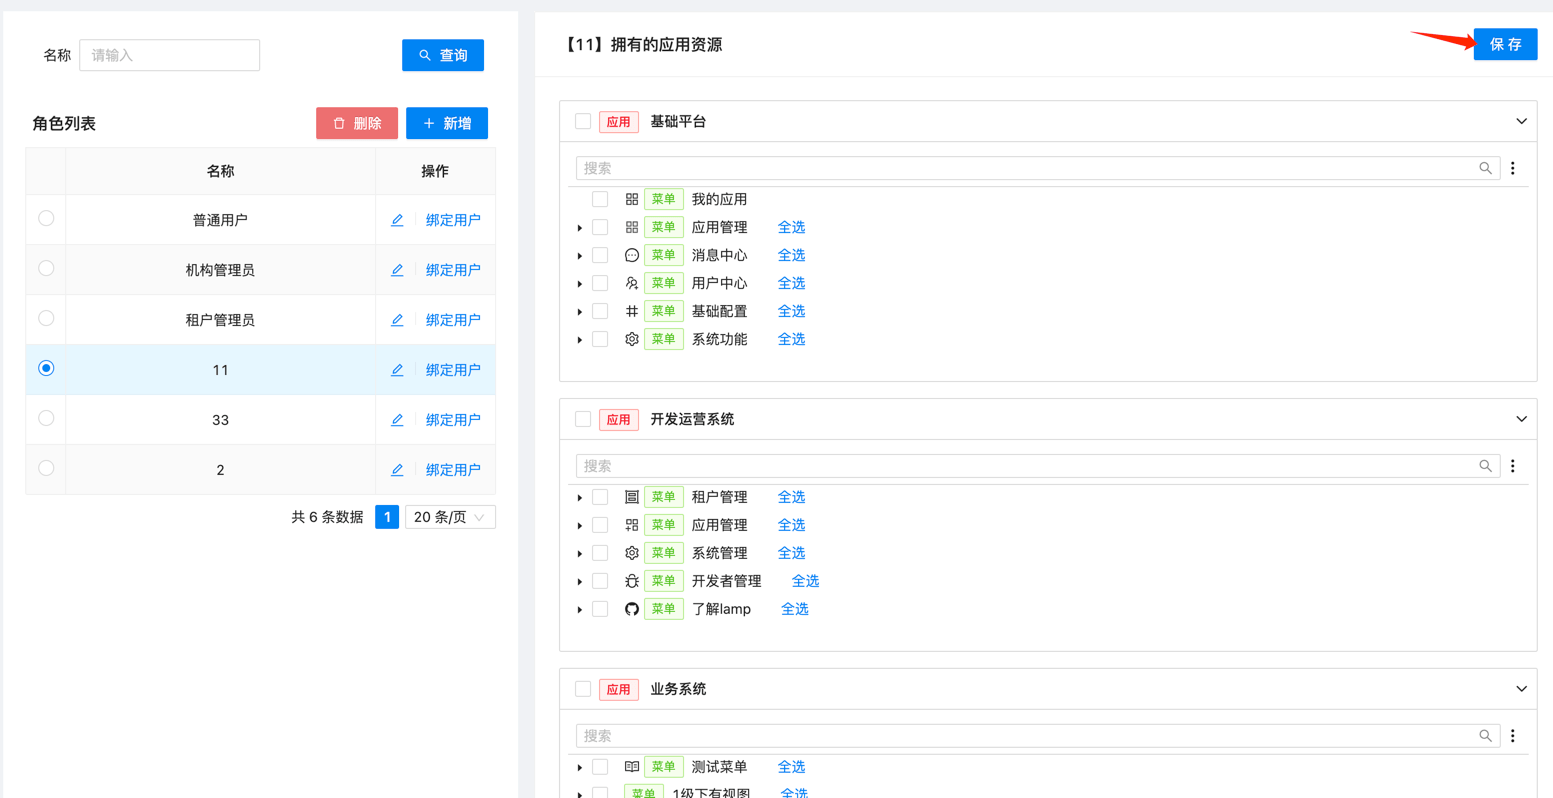 名称 请输入 查询
角色列表 删除 新增
名称 操作
普通用户 绑定用户
机构管理员 绑定用户
租户管理员 绑定用户
11 绑定用户
33 绑定用户
2 绑定用户
共 6 条数据 1 20 条/页
【11】拥有的应用资源 保 存
应用 基础平台
搜索
菜单 我的应用
菜单 应用管理 全选
菜单 消息中心 全选
菜单 用户中心 全选
菜单 基础配置 全选
菜单 系统功能 全选
应用 开发运营系统
搜索
菜单 租户管理 全选
菜单 应用管理 全选
菜单 系统管理 全选
菜单 开发者管理 全选
菜单 了解lamp 全选
应用 业务系统
搜索
菜单 测试菜单 全选
菜单 1级下有视图 全选